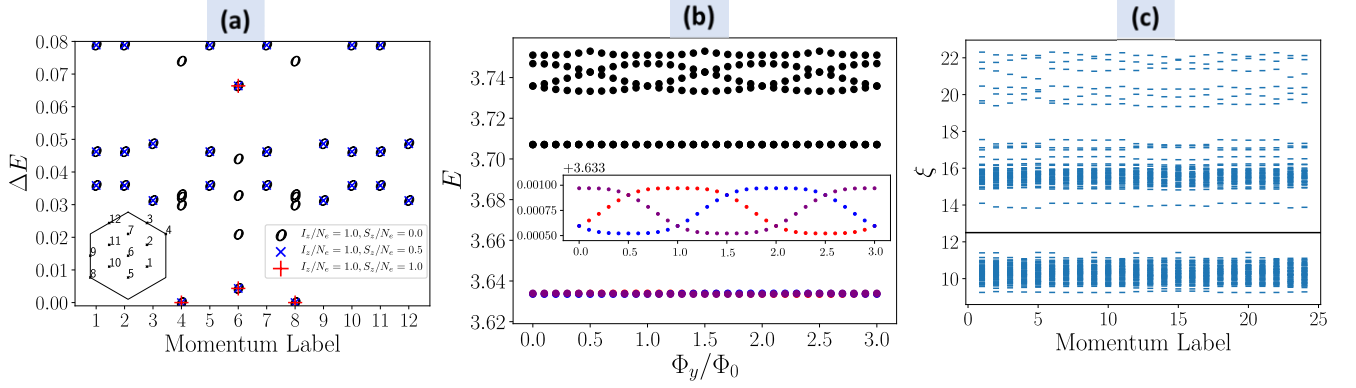 (a)
0.08
0.07
0.06
0.05
0.04
0.03
0.02
0.01
0.00
ΔE
1 2 3 4 5 6 7 8 9 10 11 12
Momentum Label
12 3
7 4
11 2
9 6
10 1
8 5
I_z/N_e = 1.0, S_z/N_e = 0.0
I_z/N_e = 1.0, S_z/N_e = 0.5
I_z/N_e = 1.0, S_z/N_e = 1.0
(b)
3.74
3.72
3.70
3.68
3.66
3.64
3.62
E
+3.633
0.00100
0.00075
0.00050
0.0 0.5 1.0 1.5 2.0 2.5 3.0
0.0 0.5 1.0 1.5 2.0 2.5 3.0
Φ_y/Φ_0
(c)
22
20
18
16
14
12
10
ξ
0 5 10 15 20 25
Momentum Label